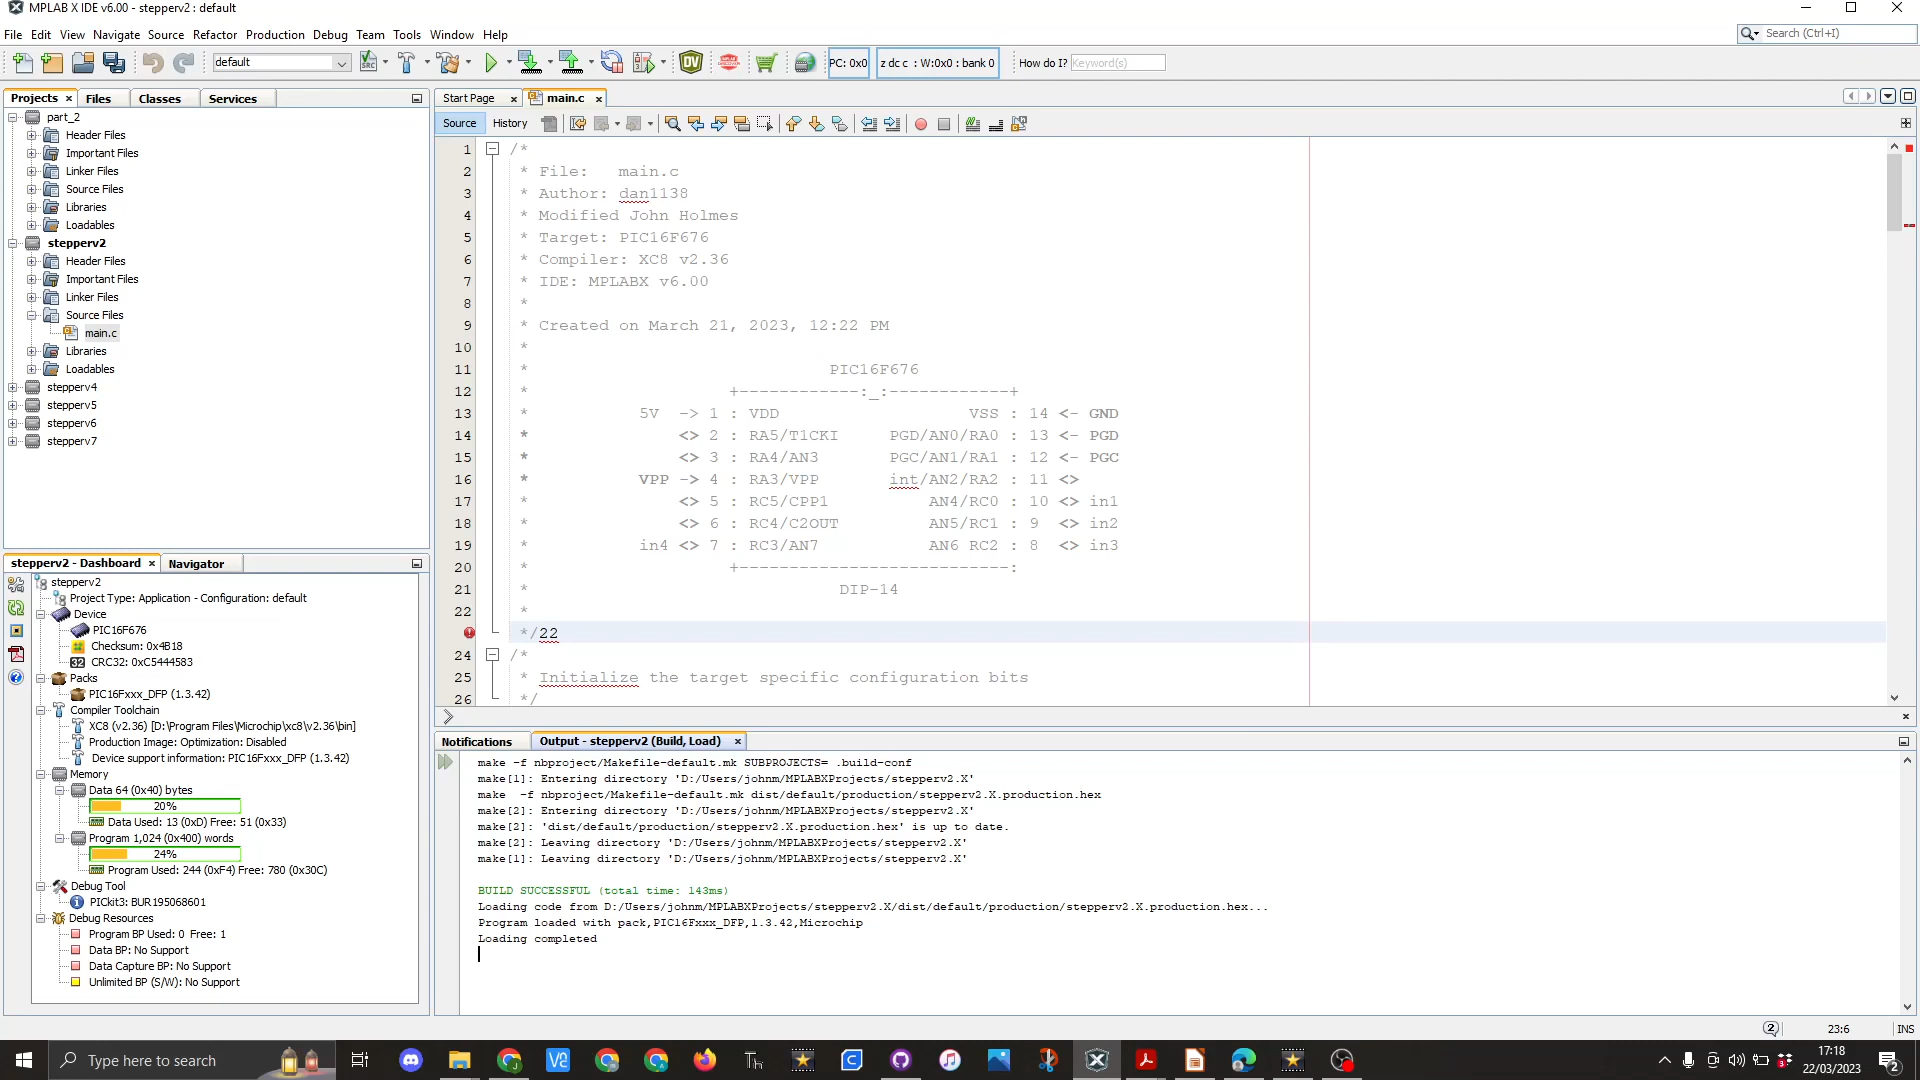 MPLAB X IDE v6.00 - stepperv2 : default
File Edit View Navigate Source Refactor Production Debug Team Tools Window Help
Search (Ctrl+I)
default
PC: 0x0
z dc c : W:0x0 : bank 0
How do I? Keyword(s)
Projects Files Classes Services
part_2
Header Files
Important Files
Linker Files
Source Files
Libraries
Loadables
stepperv2
Header Files
Important Files
Linker Files
Source Files
main.c
Libraries
Loadables
stepperv4
stepperv5
stepperv6
stepperv7
stepperv2 - Dashboard Navigator
stepperv2
Project Type: Application - Configuration: default
Device
PIC16F676
Checksum: 0x4B18
32 CRC32: 0xC5444583
Packs
PIC16Fxxx_DFP (1.3.42)
Compiler Toolchain
XC8 (v2.36) [D:\Program Files\Microchip\xc8\v2.36\bin]
Production Image: Optimization: Disabled
Device support information: PIC16Fxxx_DFP (1.3.42)
Memory
Data 64 (0x40) bytes
20%
Data Used: 13 (0xD) Free: 51 (0x33)
Program 1,024 (0x400) words
24%
Program Used: 244 (0xF4) Free: 780 (0x30C)
Debug Tool
PICkit3: BUR195068601
Debug Resources
Program BP Used: 0 Free: 1
Data BP: No Support
Data Capture BP: No Support
Unlimited BP (S/W): No Support
Start Page main.c
Source History
1 /*
2 * File: main.c
3 * Author: dan1138
4 * Modified John Holmes
5 * Target: PIC16F676
6 * Compiler: XC8 v2.36
7 * IDE: MPLABX v6.00
8 *
9 * Created on March 21, 2023, 12:22 PM
10 *
11 * PIC16F676
12 * +------------:_:------------+
13 * 5V -> 1 : VDD VSS : 14 <- GND
14 * <> 2 : RA5/T1CKI PGD/AN0/RA0 : 13 <- PGD
15 * <> 3 : RA4/AN3 PGC/AN1/RA1 : 12 <- PGC
16 * VPP -> 4 : RA3/VPP int/AN2/RA2 : 11 <>
17 * <> 5 : RC5/CPP1 AN4/RC0 : 10 <> in1
18 * <> 6 : RC4/C2OUT AN5/RC1 : 9 <> in2
19 * in4 <> 7 : RC3/AN7 AN6 RC2 : 8 <> in3
20 * +---------------------------:
21 * DIP-14
22 *
*/22
24 /*
25 * Initialize the target specific configuration bits
26 */
Notifications Output - stepperv2 (Build, Load)
make -f nbproject/Makefile-default.mk SUBPROJECTS= .build-conf
make[1]: Entering directory 'D:/Users/johnm/MPLABXProjects/stepperv2.X'
make -f nbproject/Makefile-default.mk dist/default/production/stepperv2.X.production.hex
make[2]: Entering directory 'D:/Users/johnm/MPLABXProjects/stepperv2.X'
make[2]: 'dist/default/production/stepperv2.X.production.hex' is up to date.
make[2]: Leaving directory 'D:/Users/johnm/MPLABXProjects/stepperv2.X'
make[1]: Leaving directory 'D:/Users/johnm/MPLABXProjects/stepperv2.X'
BUILD SUCCESSFUL (total time: 143ms)
Loading code from D:/Users/johnm/MPLABXProjects/stepperv2.X/dist/default/production/stepperv2.X.production.hex...
Program loaded with pack,PIC16Fxxx_DFP,1.3.42,Microchip
Loading completed
2 23:6 INS
Type here to search
17:18
22/03/2023
2